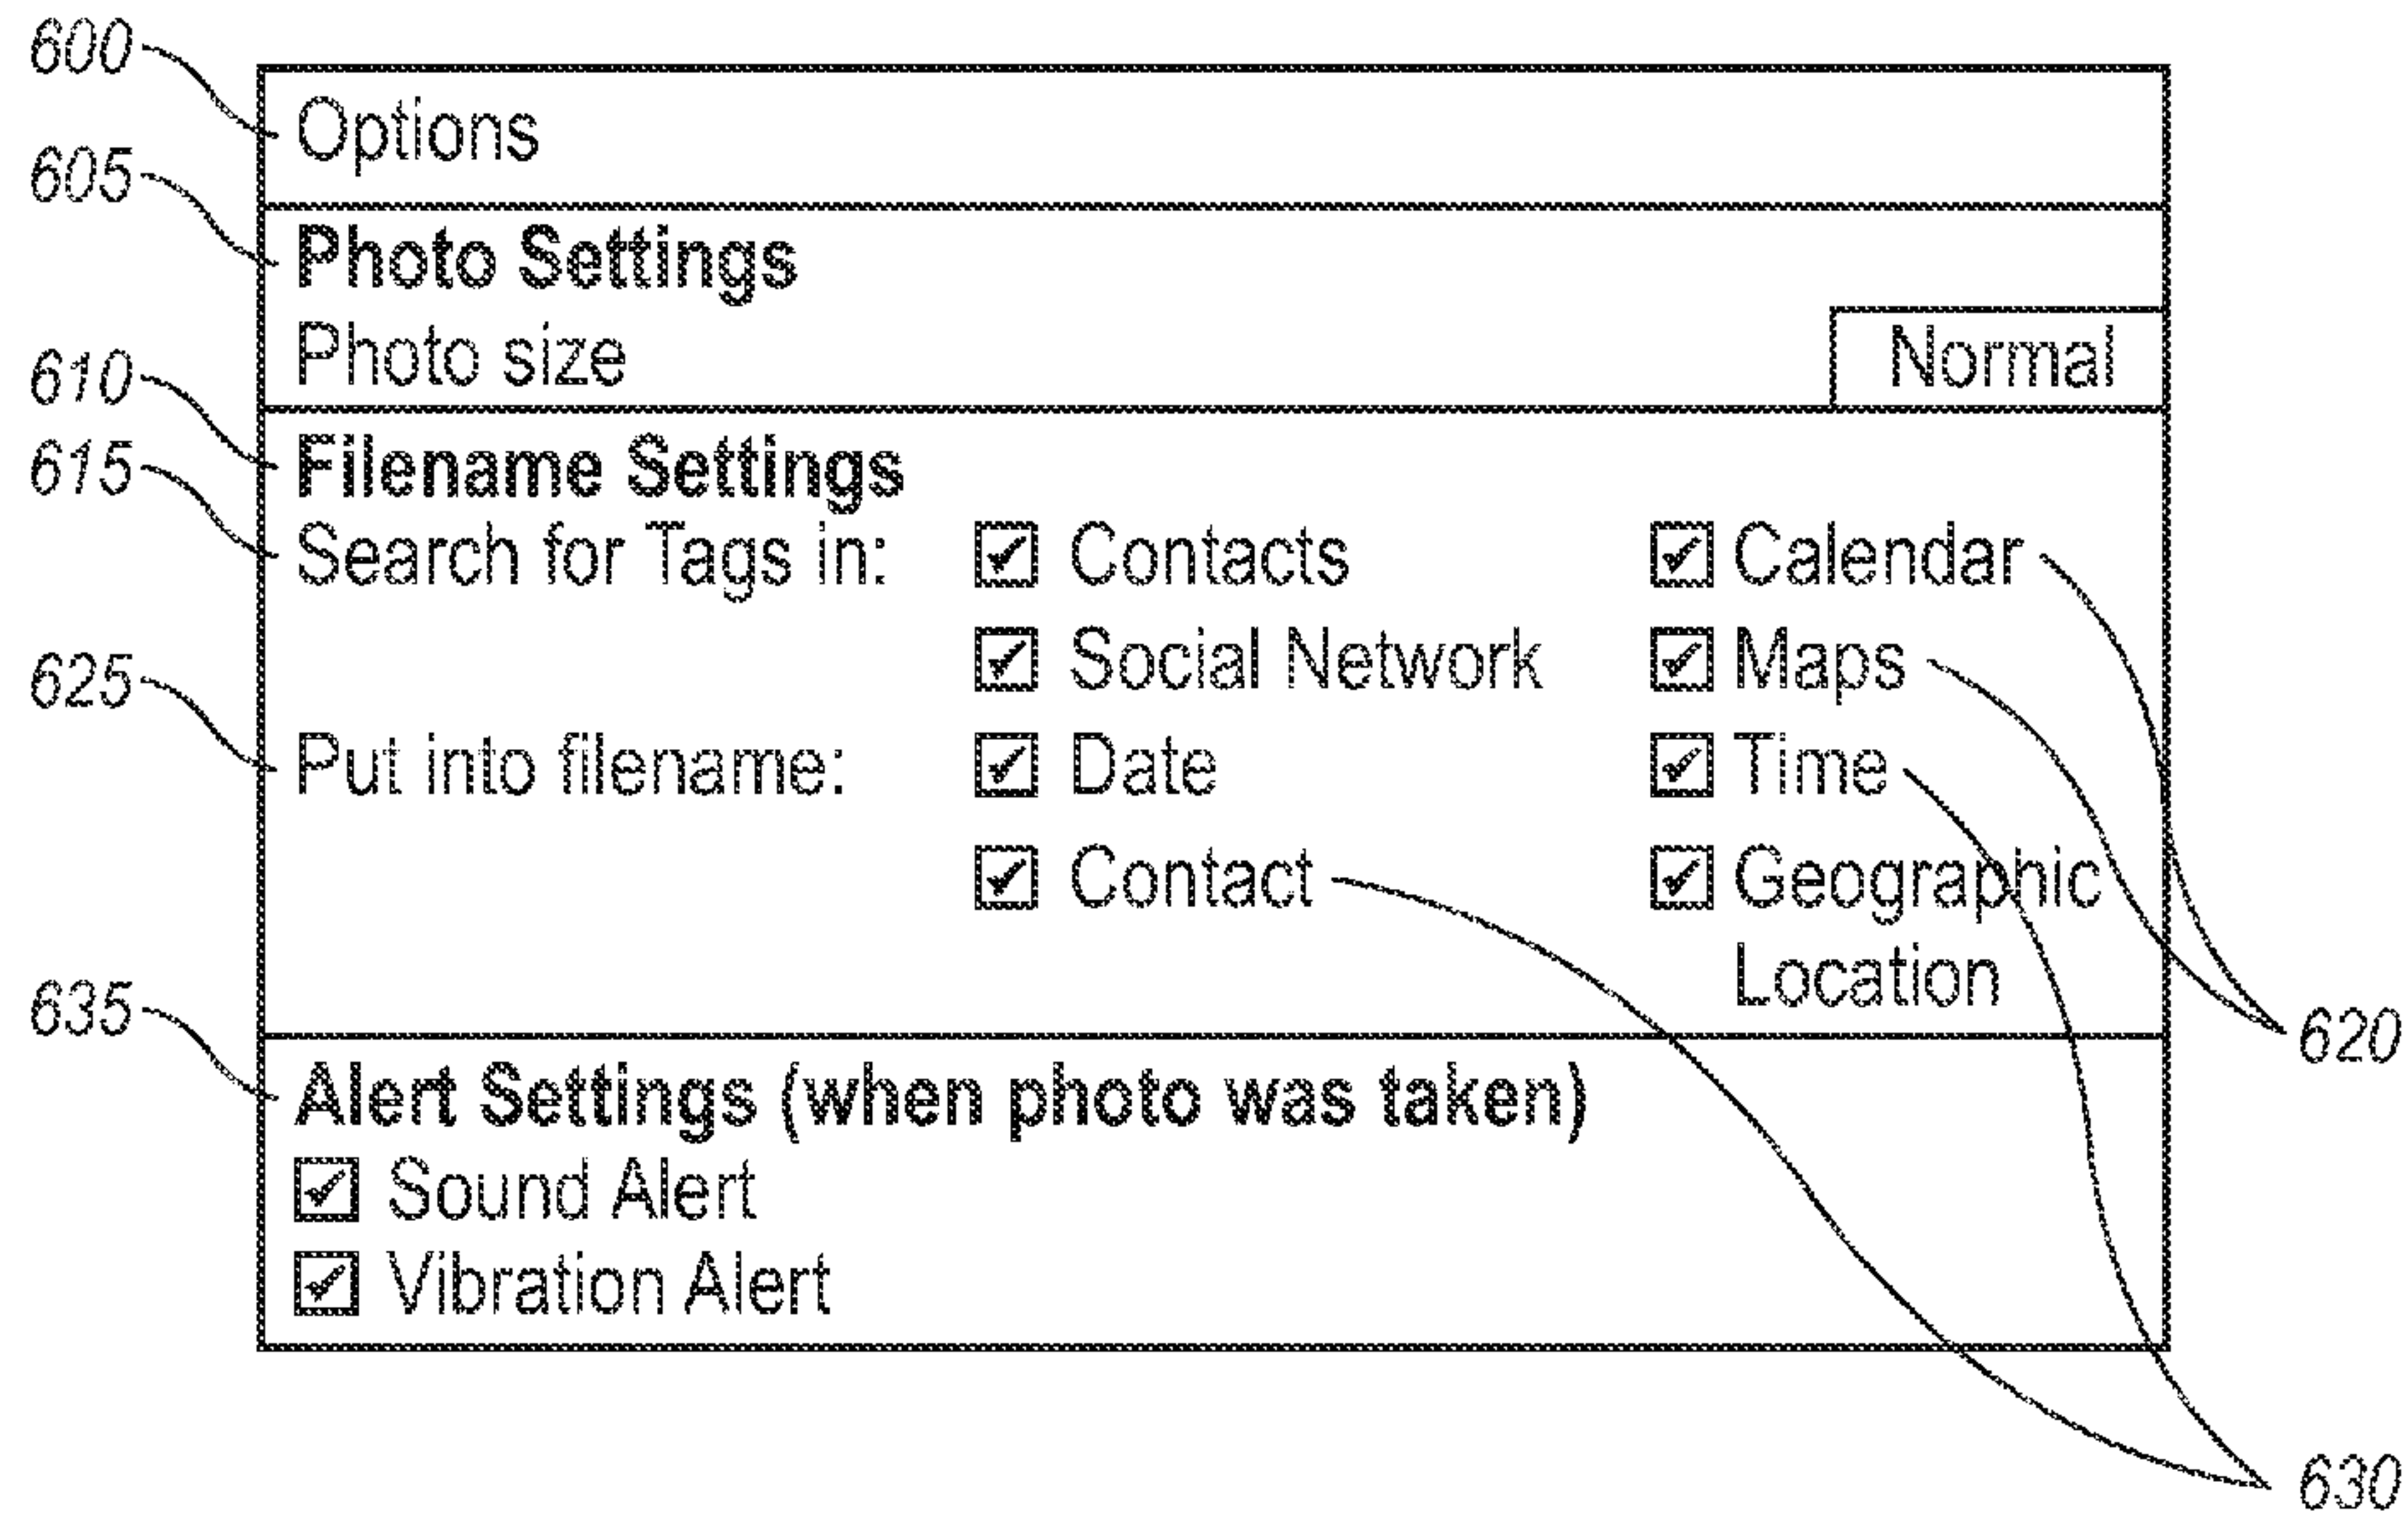 600
Options
605
Photo Settings
Photo size Normal
610
Filename Settings
615
Search for Tags in: Contacts Calendar
Social Network Maps
625
Put into filename: Date Time
Contact Geographic
Location
620
635
Alert Settings (when photo was taken)
Sound Alert
Vibration Alert
630